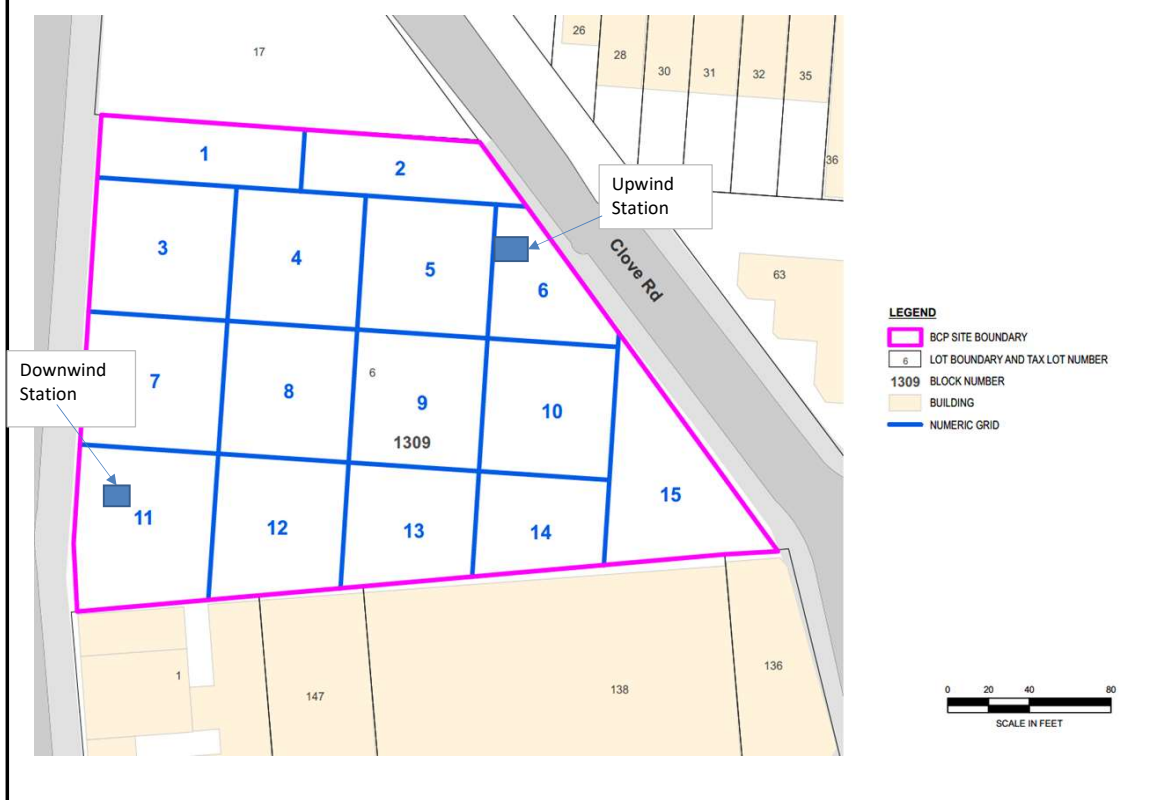 17
26
28
30
31
32
35
36
1
2
Upwind
Station
3
4
5
6
Clove Rd
63
Downwind
Station
7
8
6
9
10
1309
11
12
13
14
15
1
147
138
136
LEGEND
BCP SITE BOUNDARY
6 LOT BOUNDARY AND TAX LOT NUMBER
1309 BLOCK NUMBER
BUILDING
NUMERIC GRID
0 20 40 80
SCALE IN FEET